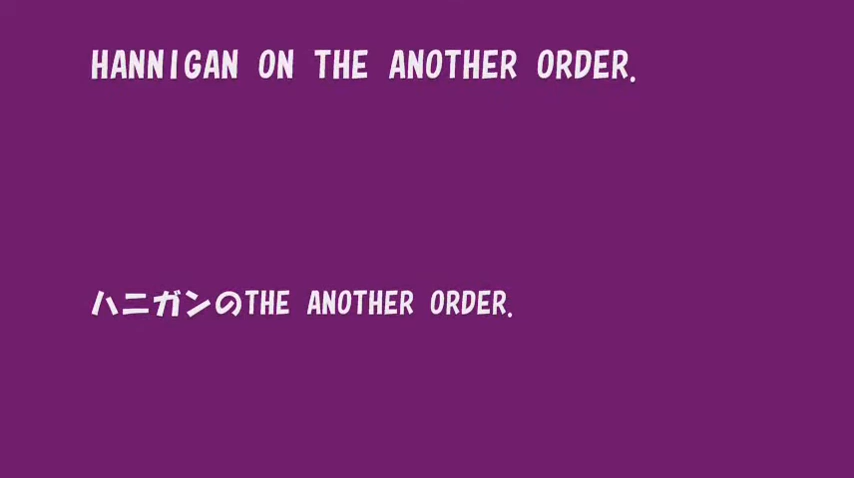 HANNIGAN ON THE ANOTHER ORDER.
ハニガンのTHE ANOTHER ORDER.